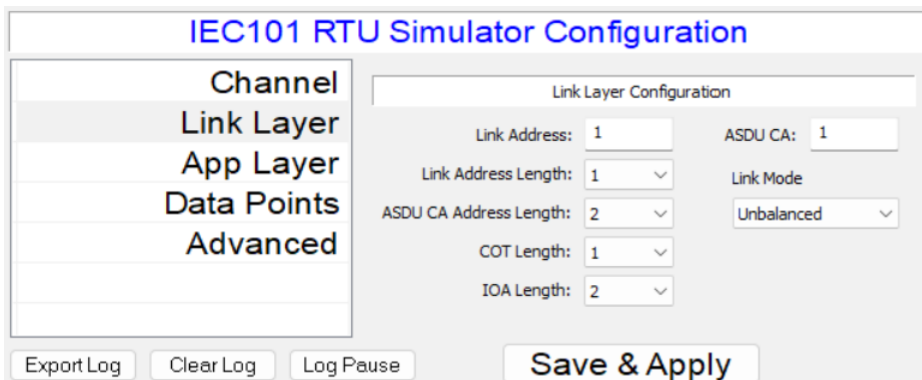 IEC101 RTU Simulator Configuration
Channel
Link Layer
App Layer
Data Points
Advanced
Link Layer Configuration
Link Address: 1
ASDU CA: 1
Link Address Length: 1
Link Mode
ASDU CA Address Length: 2
Unbalanced
COT Length: 1
IOA Length: 2
Export Log
Clear Log
Log Pause
Save & Apply